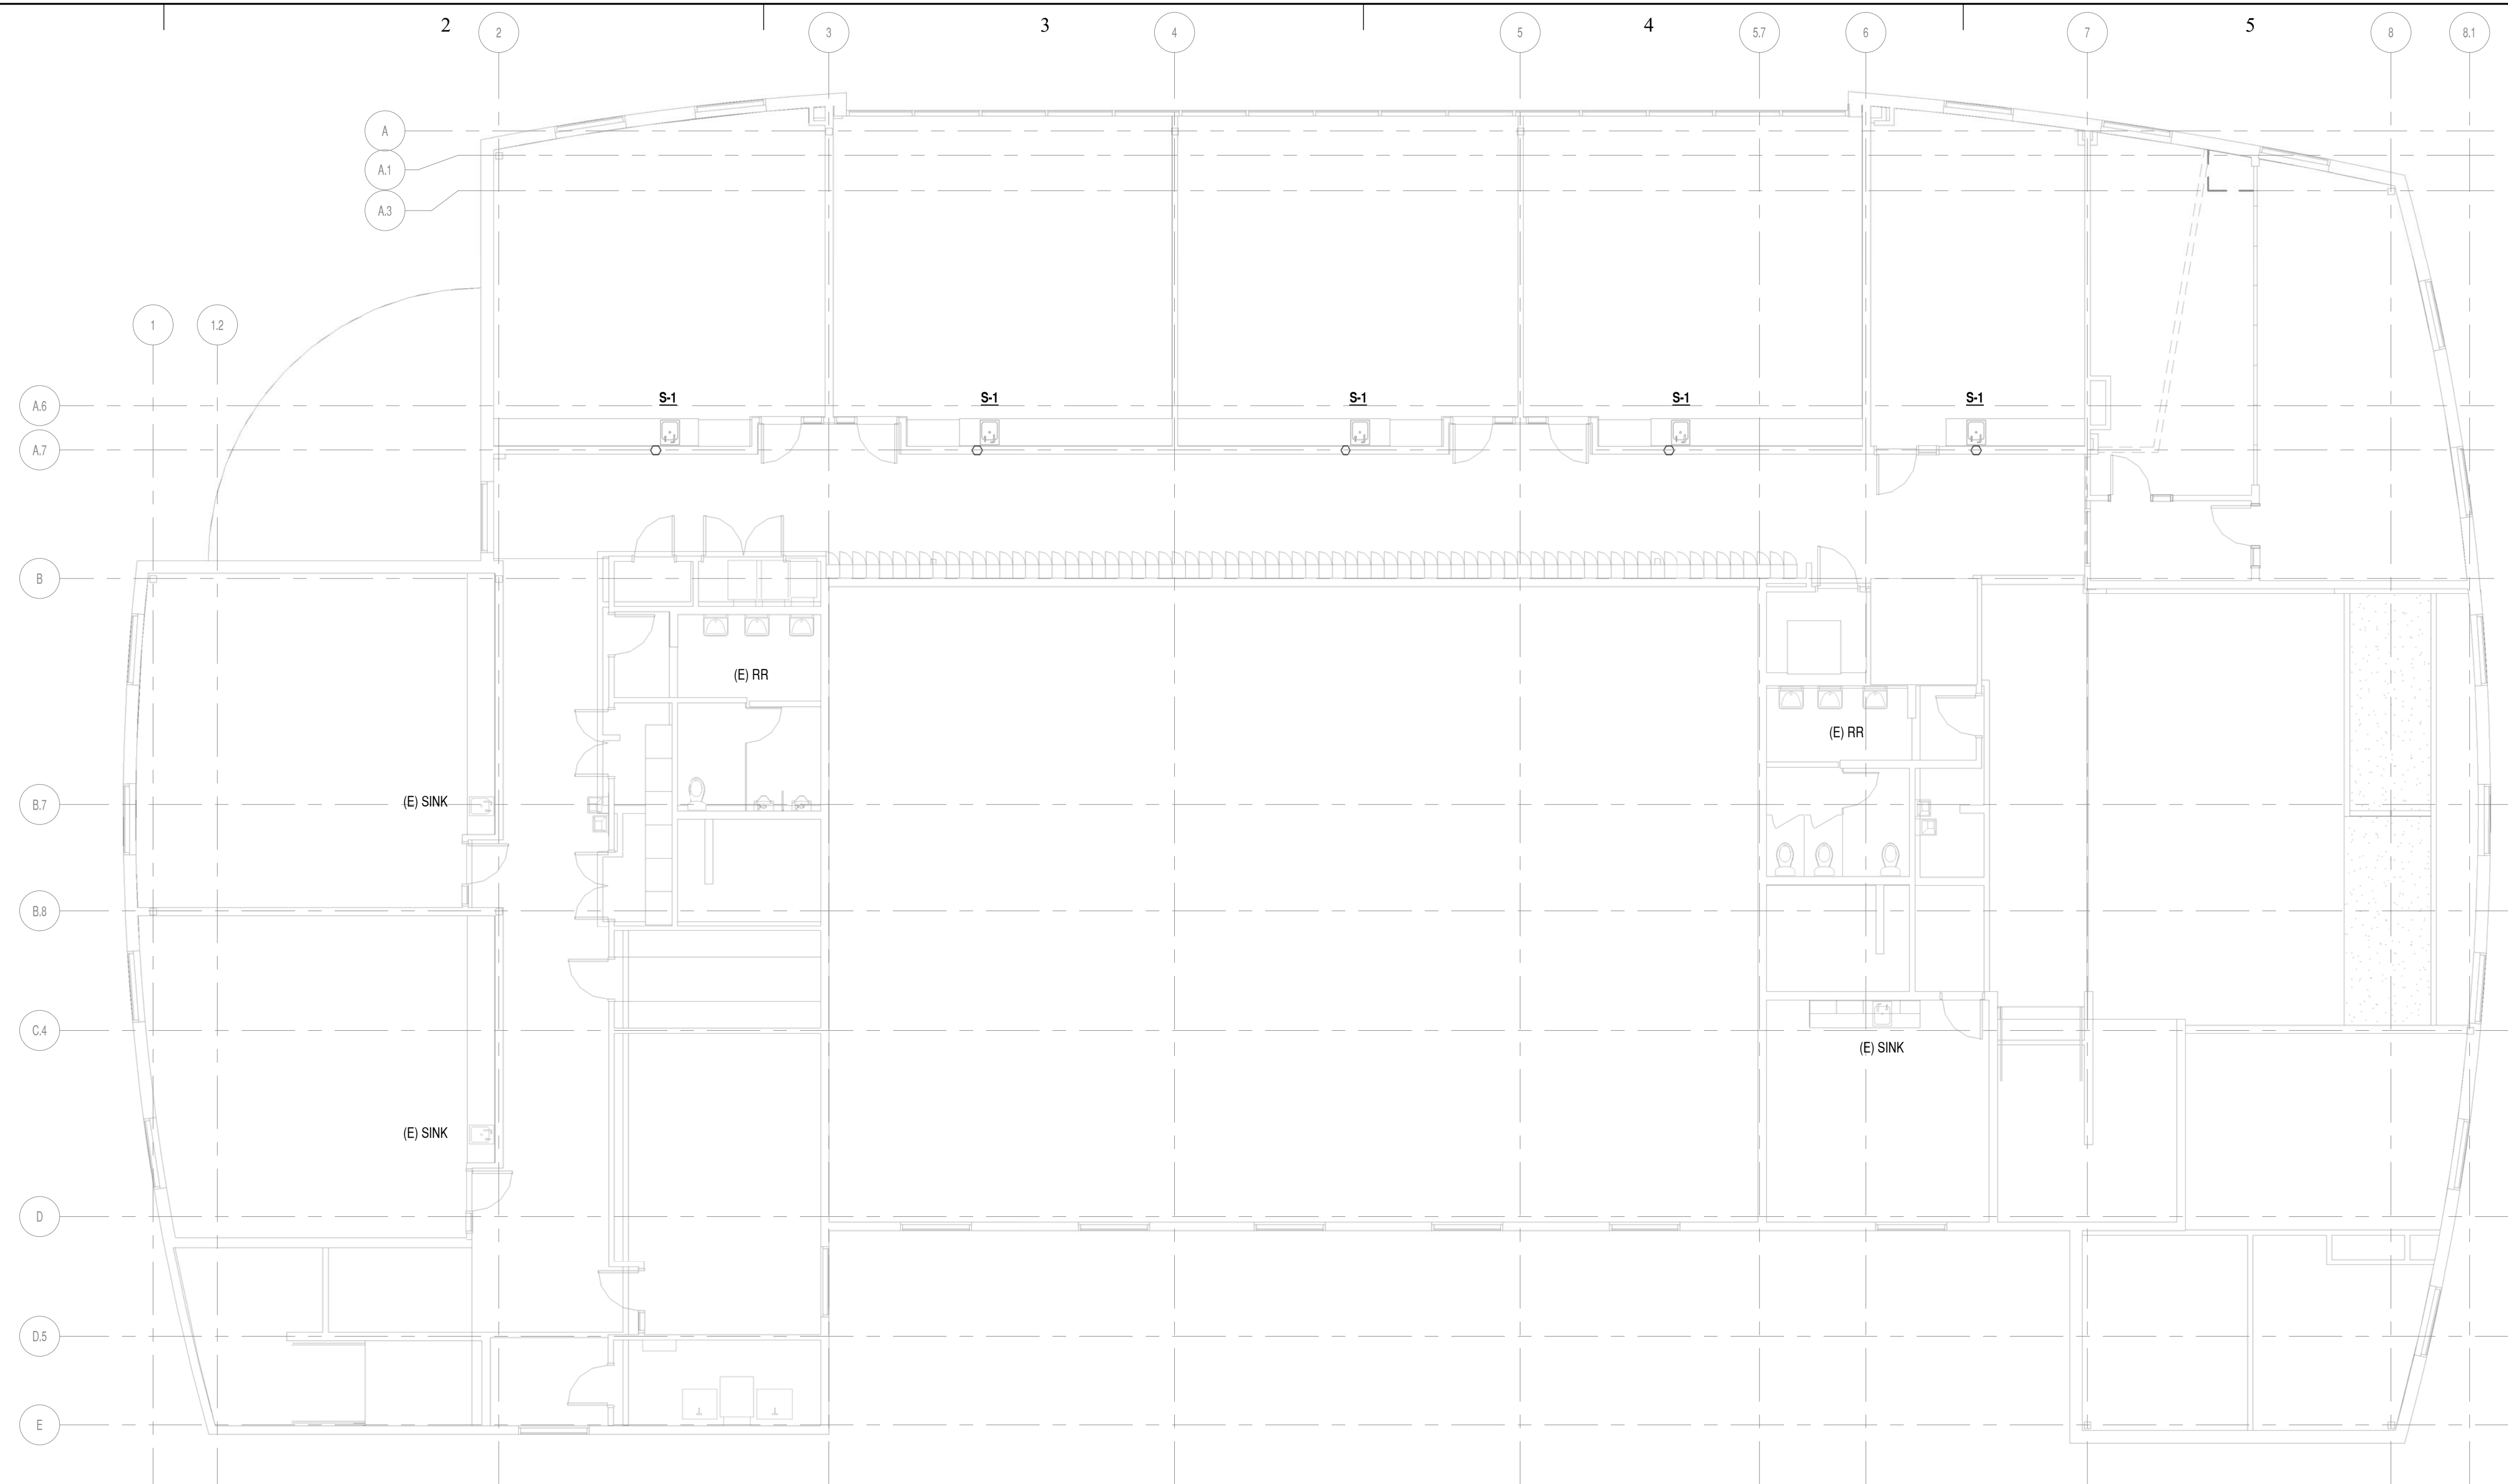 2 3 4 5
2 3 4 5 5.7 6 7 8 8.1
A
A.1
A.3
1 1.2
A.6
S-1 S-1 S-1 S-1 S-1
A.7
B
(E) RR
(E) RR
B.7
(E) SINK
B.8
C.4
(E) SINK
(E) SINK
D
D.5
E